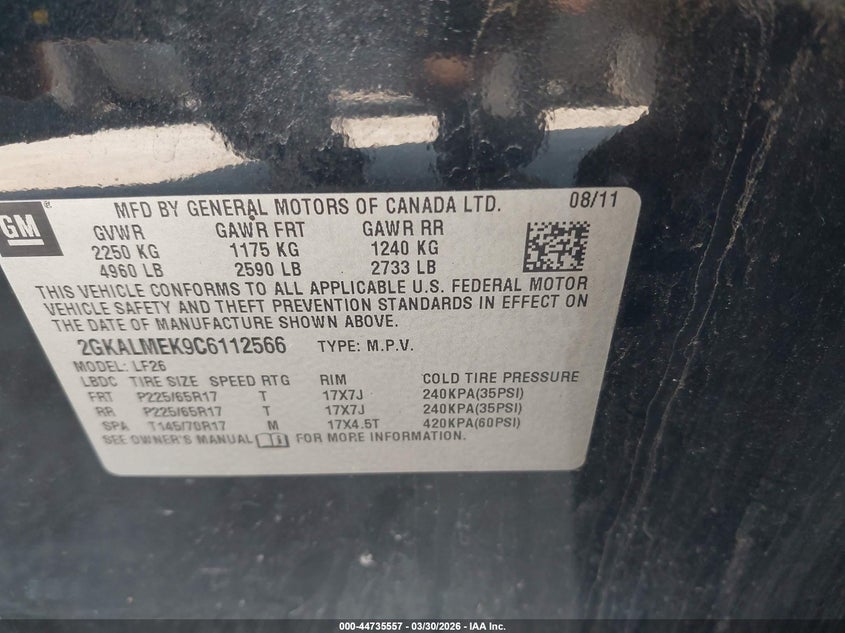 GM
MFD BY GENERAL MOTORS OF CANADA LTD. 08/11
GVWR GAWR FRT GAWR RR
2250 KG 1175 KG 1240 KG
4960 LB 2590 LB 2733 LB
THIS VEHICLE CONFORMS TO ALL APPLICABLE U.S. FEDERAL MOTOR
VEHICLE SAFETY AND THEFT PREVENTION STANDARDS IN EFFECT ON
THE DATE OF MANUFACTURE SHOWN ABOVE.
2GKALMEK9C6112566 TYPE: M.P.V.
MODEL: LF26
LBDC TIRE SIZE SPEED RTG RIM COLD TIRE PRESSURE
FRT P225/65R17 T 17X7J 240KPA(35PSI)
RR P225/65R17 T 17X7J 240KPA(35PSI)
SPA T145/70R17 M 17X4.5T 420KPA(60PSI)
SEE OWNER'S MANUAL FOR MORE INFORMATION.
000-44735557 - 03/30/2026 - IAA Inc.